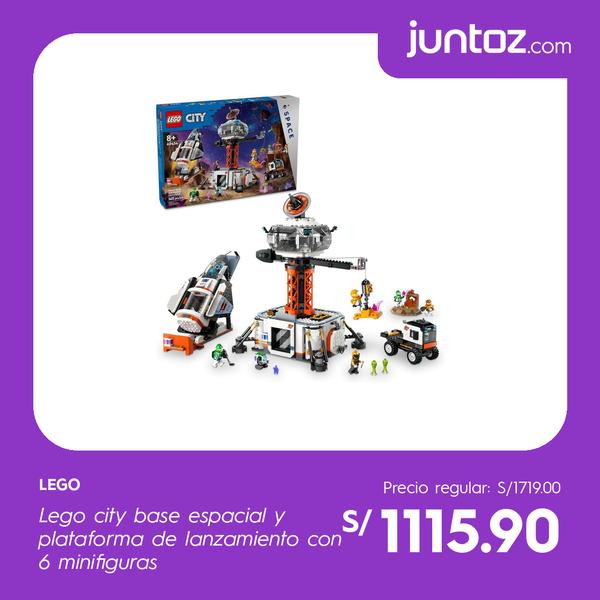 juntoz.com
LEGO CITY
SPACE
8+
LEGO
Precio regular: S/1719.00
Lego city base espacial y
plataforma de lanzamiento con
6 minifiguras
S/ 1115.90